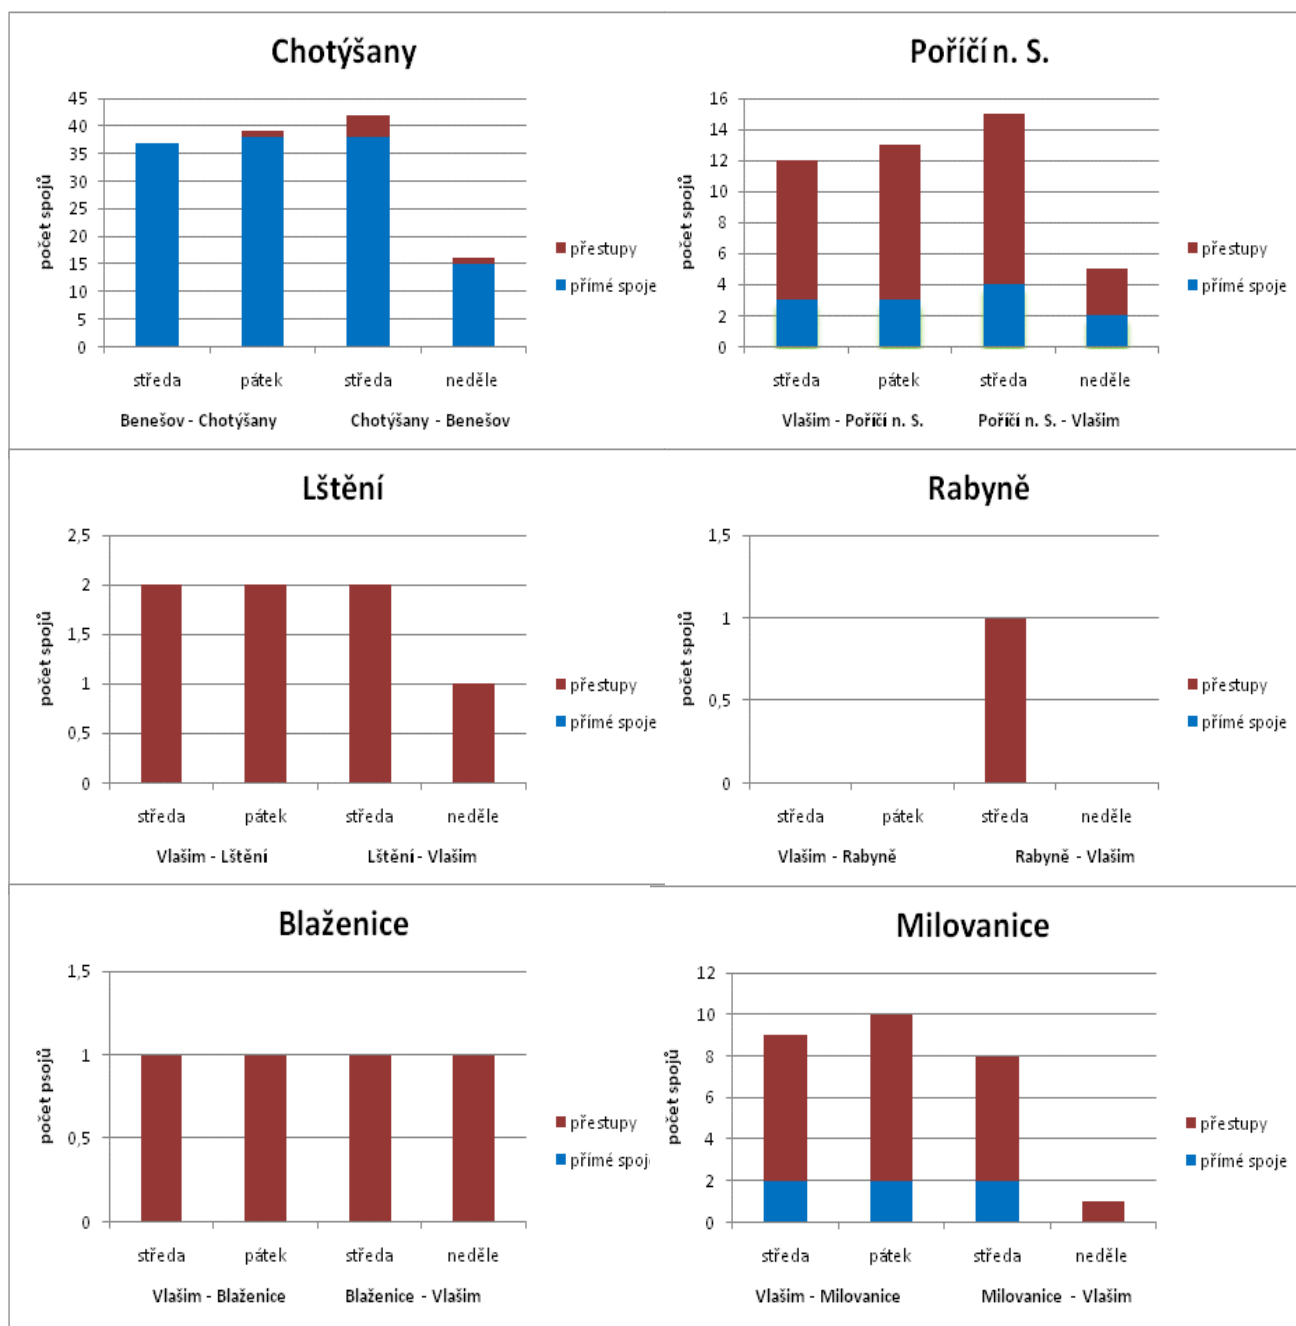 Chotýšany
45
40
35
30
25
20
15
10
5
0
počet spojů
přestupy
přímé spoje
středa pátek středa neděle
Benešov - Chotýšany Chotýšany - Benešov
Poříčí n. S.
16
14
12
10
8
6
4
2
0
počet spojů
přestupy
přímé spoje
středa pátek středa neděle
Vlašim - Poříčí n. S. Poříčí n. S. - Vlašim
Lštění
2,5
2
1,5
1
0,5
0
počet spojů
přestupy
přímé spoje
středa pátek středa neděle
Vlašim - Lštění Lštění - Vlašim
Rabyně
1,5
1
0,5
0
počet spojů
přestupy
přímé spoje
středa pátek středa neděle
Vlašim - Rabyně Rabyně - Vlašim
Blaženice
1,5
1
0,5
0
počet psojů
přestupy
přímé spoj
středa pátek středa neděle
Vlašim - Blaženice Blaženice - Vlašim
Milovanice
12
10
8
6
4
2
0
počet spojů
přestupy
přímé spoje
středa pátek středa neděle
Vlašim - Milovanice Milovanice - Vlašim